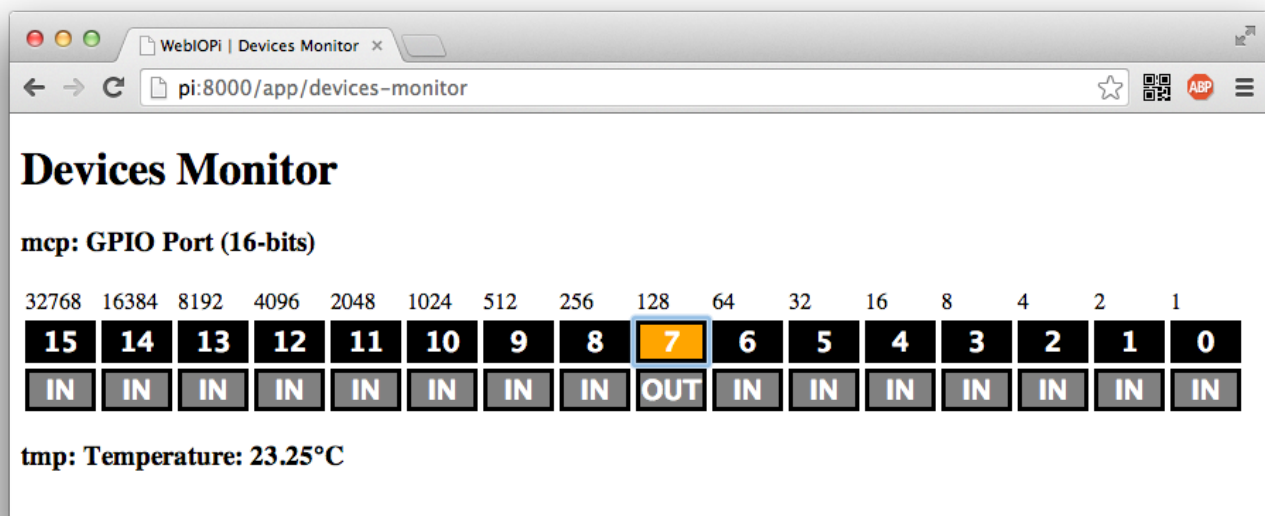 WebIOPi | Devices Monitor ×
pi:8000/app/devices-monitor ABP
Devices Monitor
mcp: GPIO Port (16-bits)
32768 16384 8192 4096 2048 1024 512 256 128 64 32 16 8 4 2 1
15 14 13 12 11 10 9 8 7 6 5 4 3 2 1 0
IN IN IN IN IN IN IN IN OUT IN IN IN IN IN IN IN
tmp: Temperature: 23.25°C